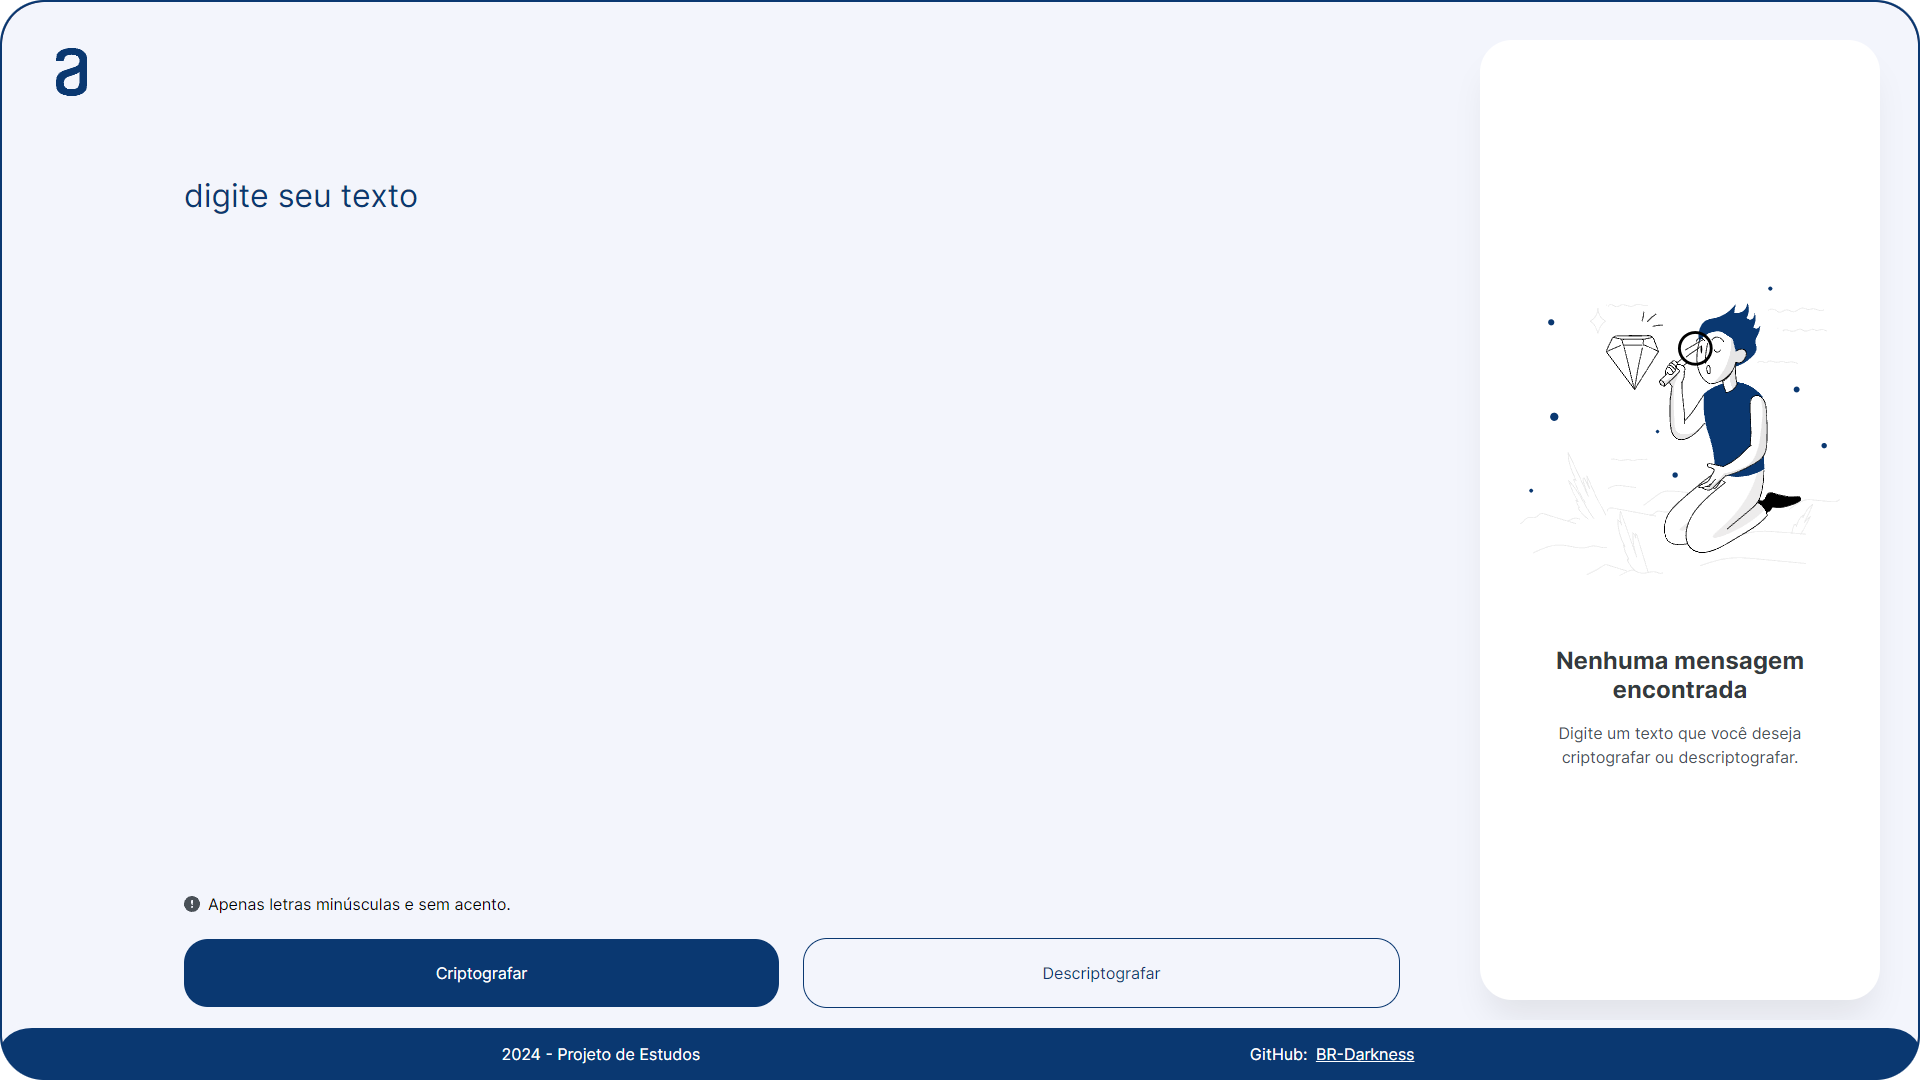 a
digite seu texto
Nenhuma mensagem
encontrada
Digite um texto que você deseja
criptografar ou descriptografar.
Apenas letras minúsculas e sem acento.
Criptografar
Descriptografar
2024 - Projeto de Estudos
GitHub: BR-Darkness